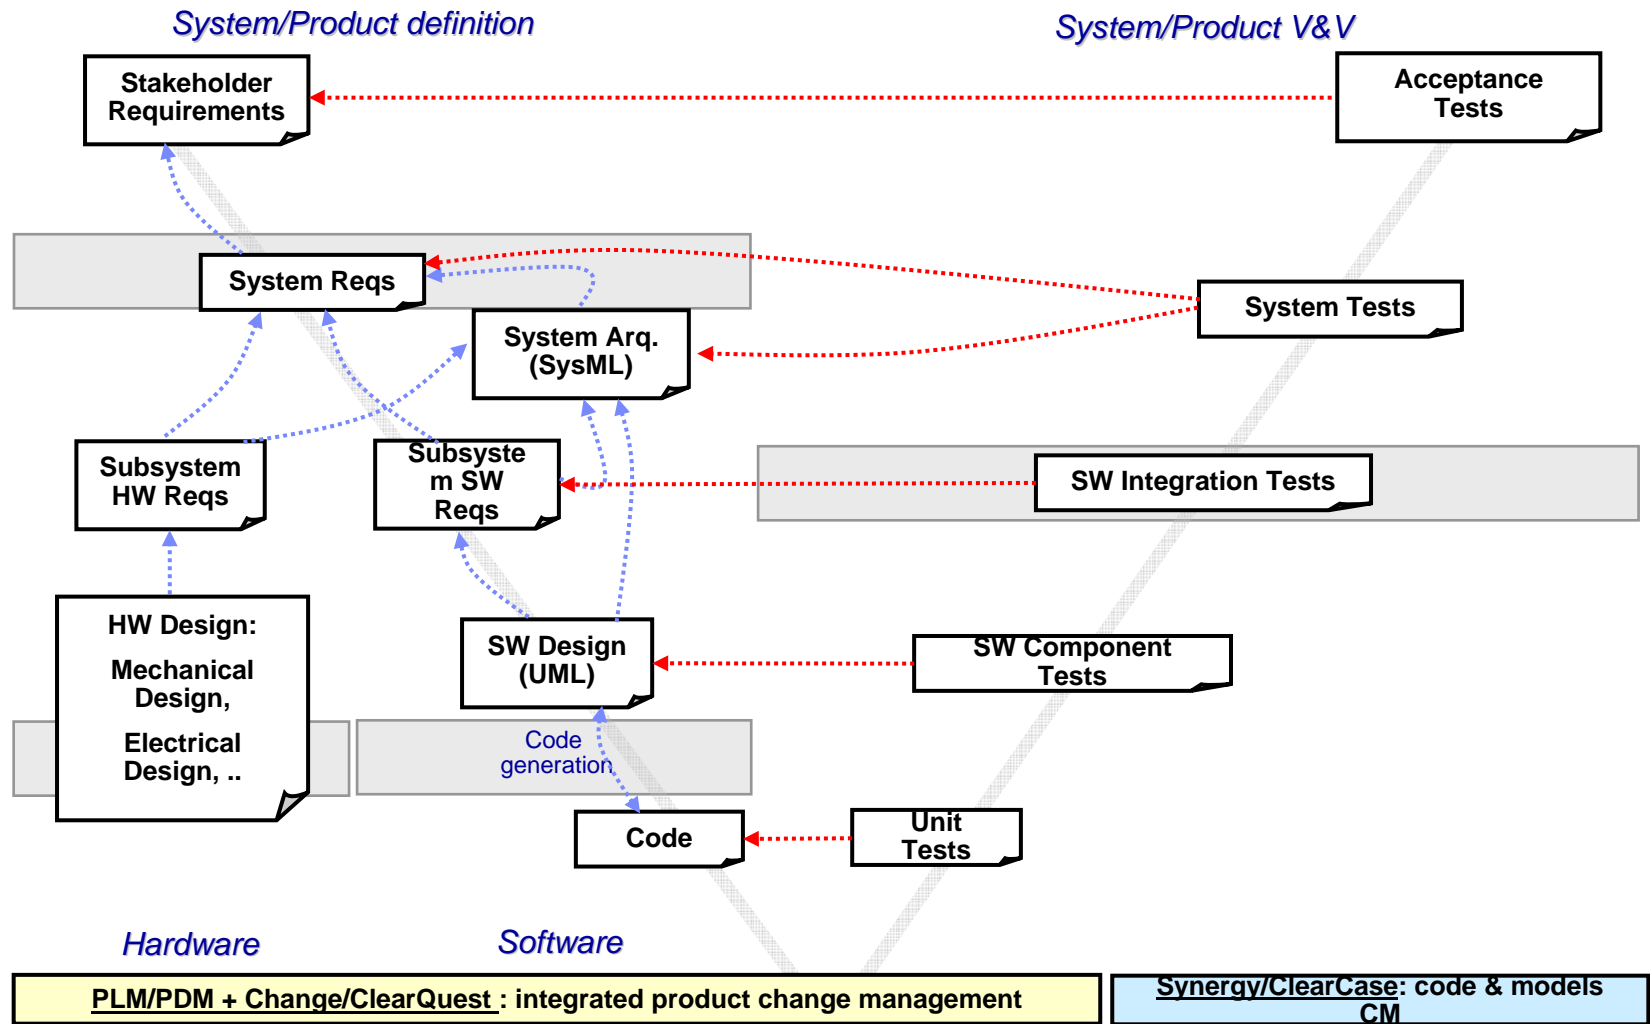 System/Product definition
System/Product V&V
Stakeholder
Requirements
Acceptance
Tests
System Reqs
System Tests
System Arq.
(SysML)
Subsystem
HW Reqs
Subsyste
m SW
Reqs
SW Integration Tests
HW Design:
Mechanical
Design,
Electrical
Design, ..
SW Design
(UML)
SW Component
Tests
Code
generation
Code
Unit
Tests
Hardware
Software
PLM/PDM + Change/ClearQuest : integrated product change management
Synergy/ClearCase: code & models
CM